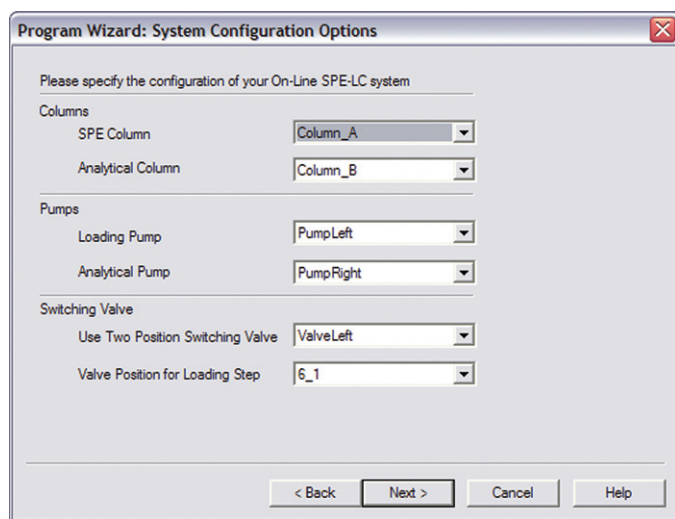 Program Wizard: System Configuration Options
Please specify the configuration of your On-Line SPE-LC system
Columns
SPE Column Column_A
Analytical Column Column_B
Pumps
Loading Pump PumpLeft
Analytical Pump PumpRight
Switching Valve
Use Two Position Switching Valve ValveLeft
Valve Position for Loading Step 6_1
< Back Next > Cancel Help